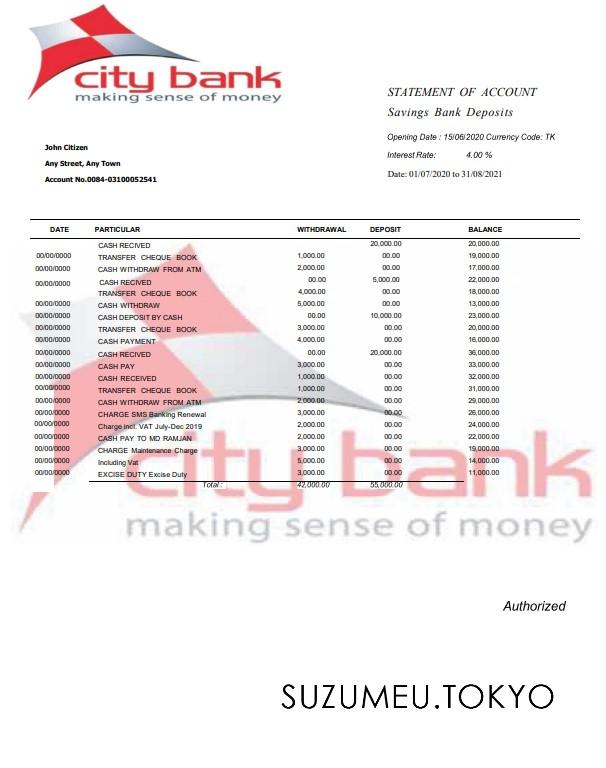 city bank
making sense of money
STATEMENT OF ACCOUNT
Savings Bank Deposits
Opening Date : 15/06/2020 Currency Code: TK
Interest Rate: 4.00 %
Date: 01/07/2020 to 31/08/2021
John Citizen
Any Street, Any Town
Account No.0084-03100052541
DATE PARTICULAR WITHDRAWAL DEPOSIT BALANCE
CASH RECIVED 20,000.00 20,000.00
00/00/0000 TRANSFER CHEQUE BOOK 1,000.00 00.00 19,000.00
00/00/0000 CASH WITHDRAW FROM ATM 2,000.00 00.00 17,000.00
00/00/0000 CASH RECIVED 00.00 5,000.00 22,000.00
TRANSFER CHEQUE BOOK 4,000.00 00.00 18,000.00
00/00/0000 CASH WITHDRAW 5,000.00 00.00 13,000.00
00/00/0000 CASH DEPOSIT BY CASH 00.00 10,000.00 23,000.00
00/00/0000 TRANSFER CHEQUE BOOK 3,000.00 00.00 20,000.00
00/00/0000 CASH PAYMENT 4,000.00 00.00 16,000.00
00/00/0000 CASH RECIVED 00.00 20,000.00 36,000.00
00/00/0000 CASH PAY 3,000.00 00.00 33,000.00
00/00/0000 CASH RECEIVED 1,000.00 00.00 32,000.00
00/00/0000 TRANSFER CHEQUE BOOK 1,000.00 00.00 31,000.00
00/00/0000 CASH WITHDRAW FROM ATM 2,000.00 00.00 29,000.00
00/00/0000 CHARGE SMS Banking Renewal 3,000.00 00.00 26,000.00
00/00/0000 Charge incl. VAT July-Dec 2019 2,000.00 00.00 24,000.00
00/00/0000 CASH PAY TO MD RAMJAN 2,000.00 00.00 22,000.00
00/00/0000 CHARGE Maintenance Charge 3,000.00 00.00 19,000.00
00/00/0000 Including Vat 5,000.00 00.00 14,000.00
00/00/0000 EXCISE DUTY Excise Duty 3,000.00 00.00 11,000.00
Total : 42,000.00 55,000.00
city bank
making sense of money
Authorized
SUZUMEU.TOKYO